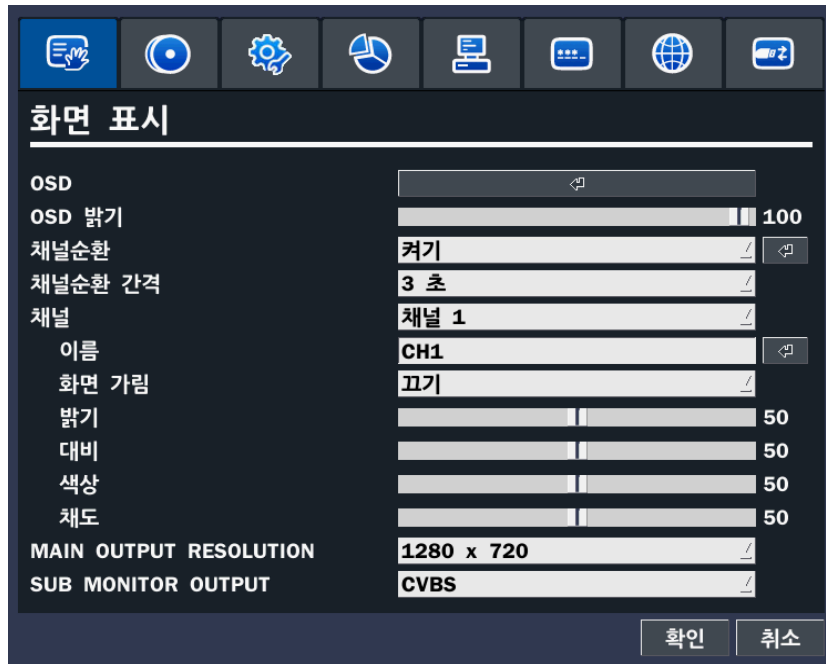 화면 표시
OSD
OSD 밝기 100
채널순환 켜기
채널순환 간격 3 초
채널 채널 1
이름 CH1
화면 가림 끄기
밝기 50
대비 50
색상 50
채도 50
MAIN OUTPUT RESOLUTION 1280 x 720
SUB MONITOR OUTPUT CVBS
확인 취소